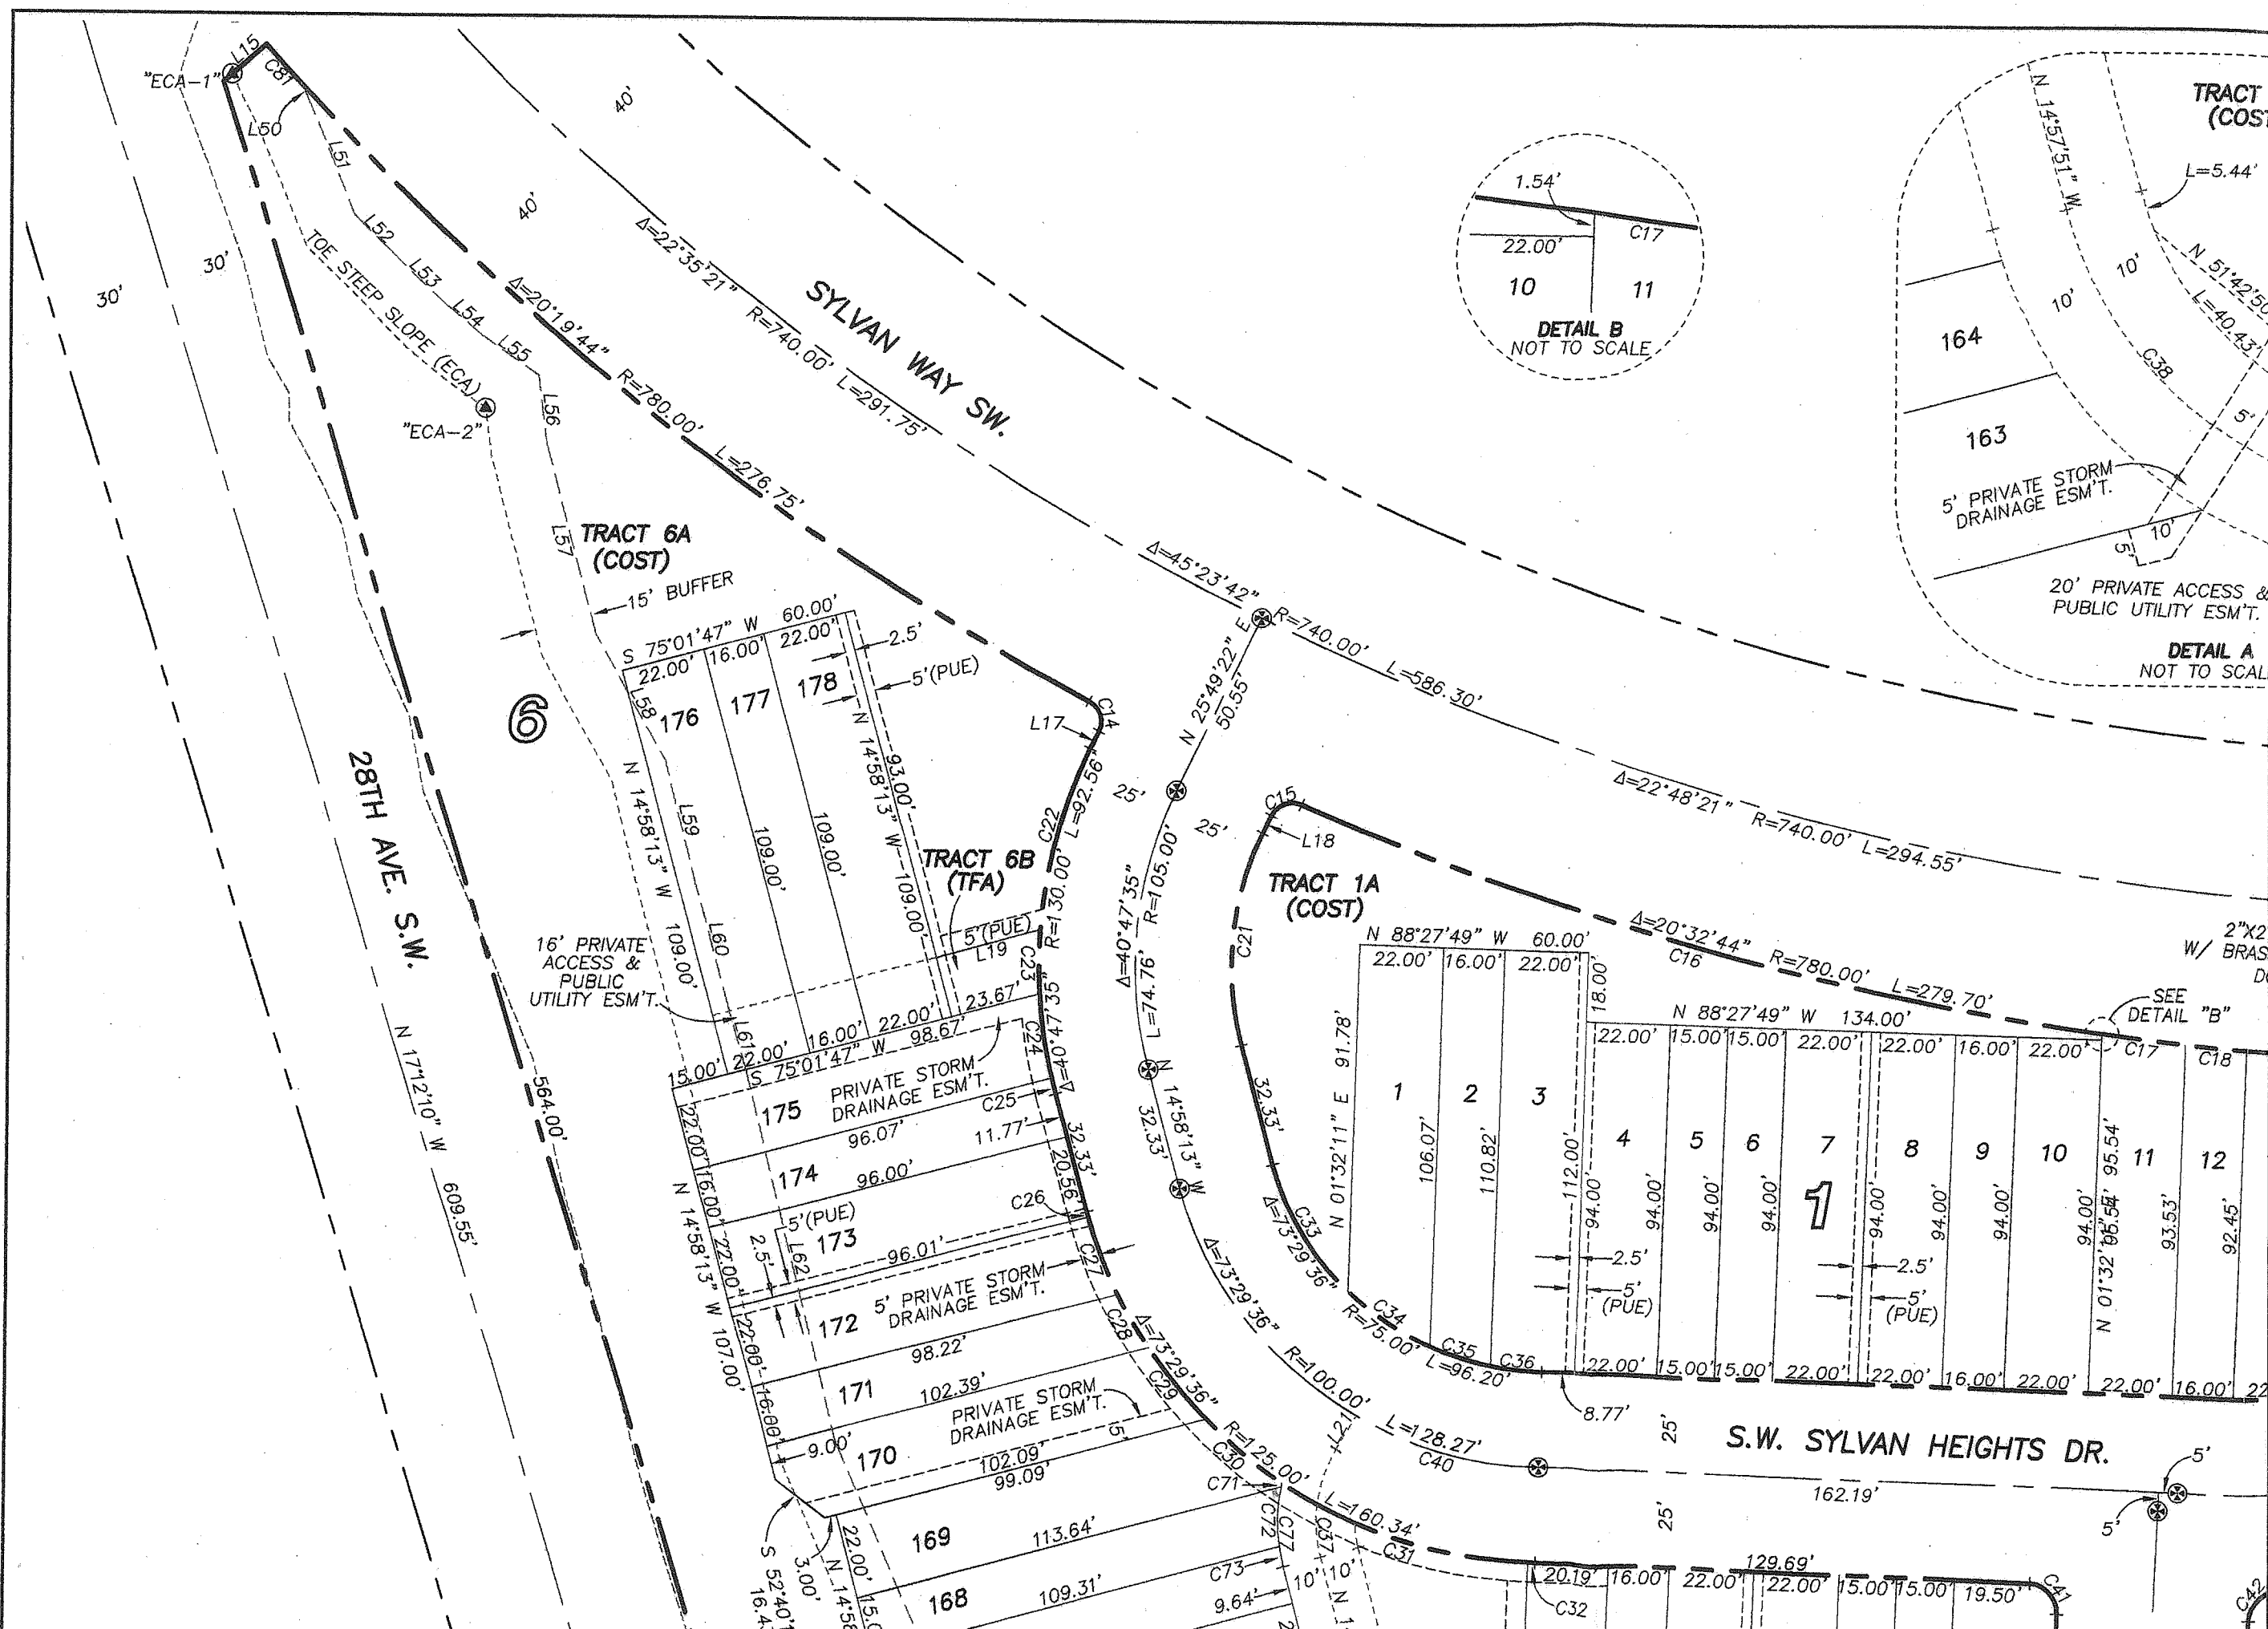 L15
"ECA-1"
C81
L50
L51
L52
L53
L54
L55
L56
L57
TOE STEEP SLOPE (ECA)
"ECA-2"
30'
30'
40'
40'
Δ=22°35'21"
R=740.00' L=291.75'
SYLVAN WAY SW.
Δ=20°19'44"
R=780.00'
L=276.75'
1.54'
22.00'
C17
10
11
DETAIL B
NOT TO SCALE
TRACT
N 14°57'51" W
L=5.44'
10'
10'
L=40.43'
C38
5'
164
163
5' PRIVATE STORM
DRAINAGE ESM'T.
10'
5'
20' PRIVATE ACCESS &
PUBLIC UTILITY ESM'T.
DETAIL A
TRACT 6A
(COST)
15' BUFFER
S 75°01'47" W 60.00'
22.00'
16.00'
22.00'
2.5'
5'(PUE)
176
177
178
L58
L59
L60
L61
6
N 14°58'13" W 109.00'
109.00'
109.00'
93.00'
N 14°58'13" W
109.00'
L17
C14
L=92.56'
C22
R=130.00'
TRACT 6B
(TFA)
5'(PUE)
L19
C23
Δ=40°47'35"
C24
23.67'
16' PRIVATE
ACCESS &
PUBLIC
UTILITY ESM'T.
15.00'
22.00'
16.00'
22.00'
S 75°01'47" W 98.67'
28TH AVE. S.W.
N 17°12'10" W 609.55'
564.00'
Δ=45°23'42"
R=740.00'
L=586.30'
N 25°49'22" E
50.55'
25'
25'
Δ=40°47'35"
R=105.00'
L=74.76'
N 14°58'13" W
32.33'
C15
L18
C21
32.33'
Δ=22°48'21"
R=740.00' L=294.55'
TRACT 1A
(COST)
Δ=20°32'44"
C16
R=780.00'
L=279.70'
2"X2
W/ BRAS
SEE
DETAIL "B"
C17
C18
N 88°27'49" W 60.00'
22.00'
16.00'
22.00'
18.00'
N 88°27'49" W 134.00'
22.00'
15.00'
15.00'
22.00'
22.00'
16.00'
22.00'
N 01°32'11" E 91.78'
106.07'
110.82'
112.00'
94.00'
94.00'
94.00'
94.00'
94.00'
94.00'
94.00'
94.00'
95.54'
93.53'
92.45'
1
2
3
4
5
6
7
8
9
10
11
12
1
2.5'
5'
(PUE)
2.5'
5'
(PUE)
22.00'
15.00'
15.00'
22.00'
22.00'
16.00'
22.00'
22.00'
16.00'
C33
Δ=73°29'36"
C34
R=75.00'
C35
L=96.20'
C36
8.77'
175
PRIVATE STORM
DRAINAGE ESM'T.
C25
96.07'
11.77'
22.00'
174
96.00'
16.00'
32.33'
20.56'
C26
5'(PUE)
173
2.5'
L62
96.01'
22.00'
N 14°58'13" W 107.00'
C27
5' PRIVATE STORM
DRAINAGE ESM'T.
172
22.00'
98.22'
C28
Δ=73°29'36"
171
102.39'
C29
16.00'
PRIVATE STORM
DRAINAGE ESM'T.
5'
9.00'
170
102.09'
99.09'
C30
R=125.00'
C71
C72
C77
C37
L21
L=160.34'
C31
169
113.64'
C73
168
109.31'
9.64'
10'
10'
22.00'
3.00'
Δ=73°29'36"
R=100.00'
L=128.27'
C40
25'
25'
S.W. SYLVAN HEIGHTS DR.
162.19'
5'
5'
129.69'
20.19'
16.00'
22.00'
22.00'
15.00'
15.00'
19.50'
C32
C41
C42